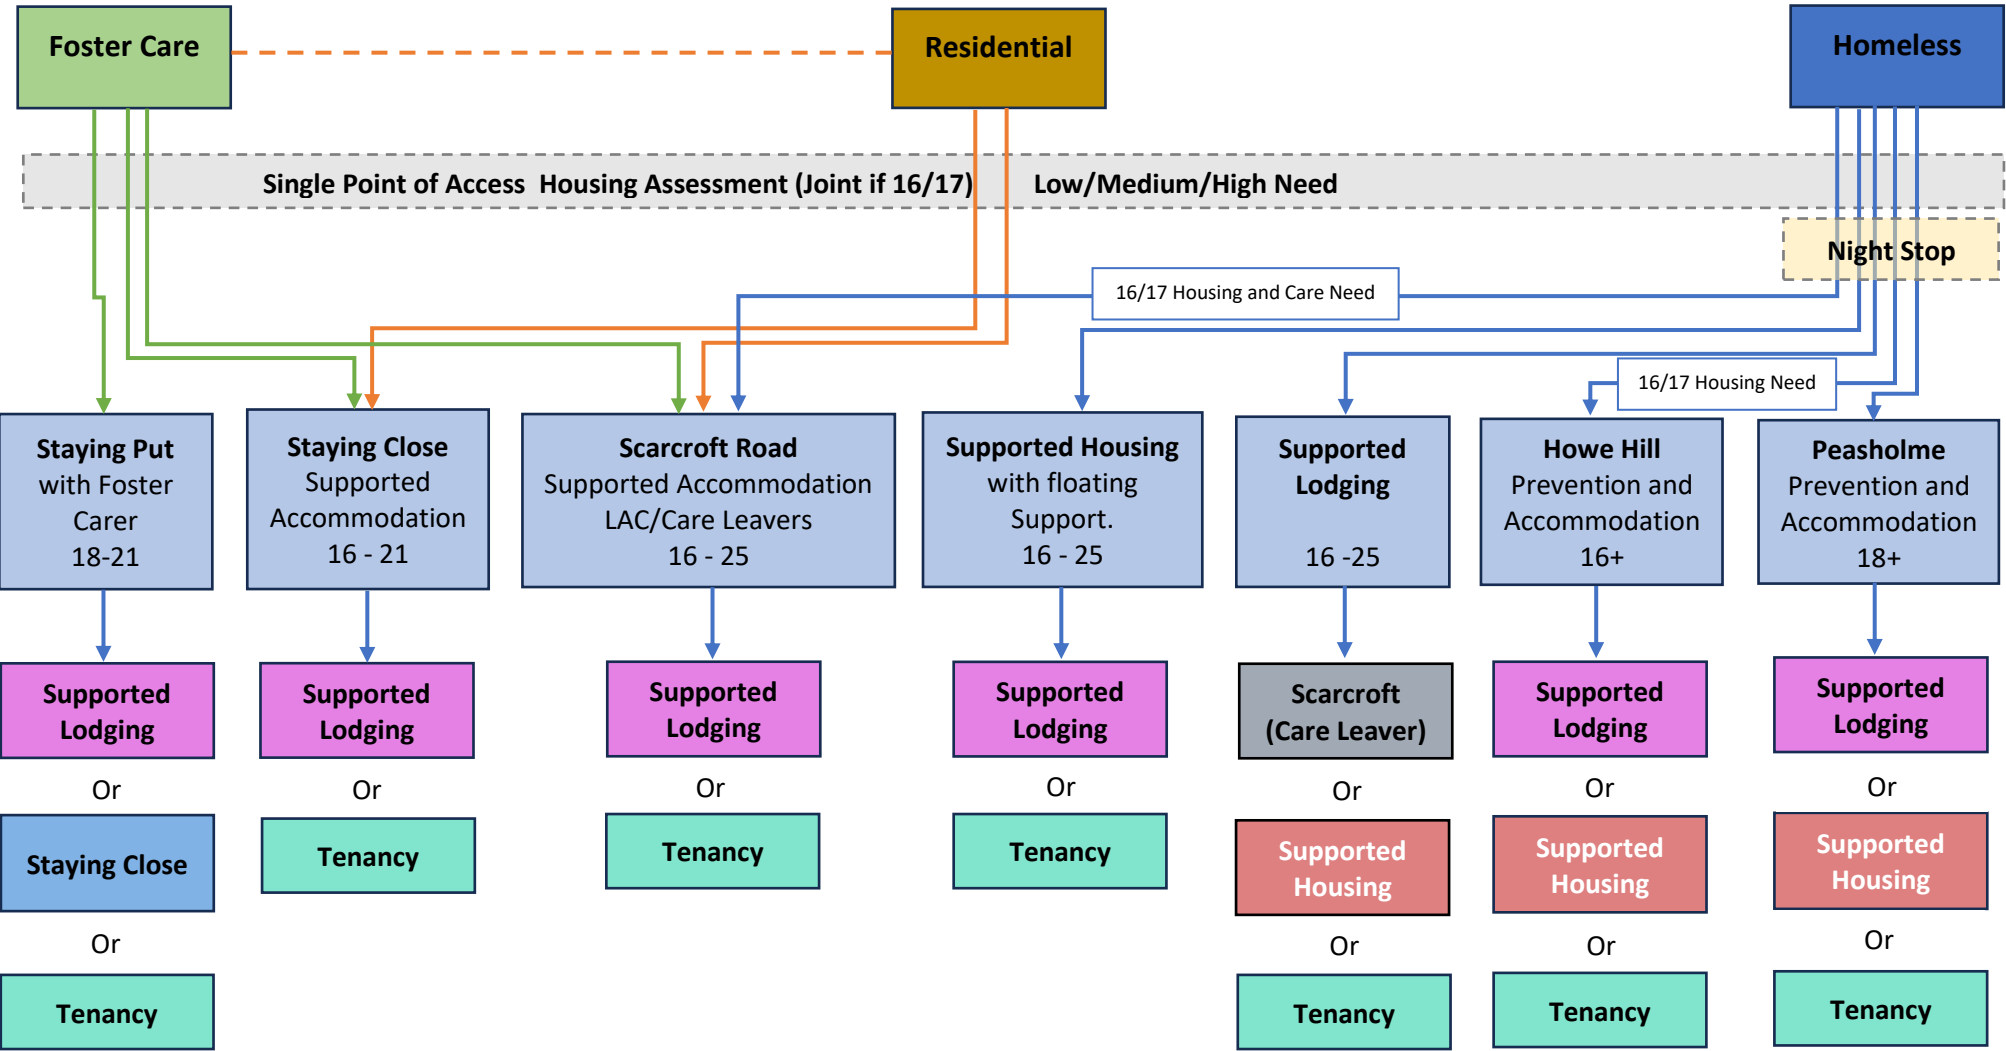 Foster Care
Residential
Homeless
Single Point of Access  Housing Assessment (Joint if 16/17)
Low/Medium/High Need
Night Stop
16/17 Housing and Care Need
16/17 Housing Need
Staying Put
with Foster
Carer
18-21
Staying Close
Supported
Accommodation
16 - 21
Scarcroft Road
Supported Accommodation
LAC/Care Leavers
16 - 25
Supported Housing
with floating
Support.
16 - 25
Supported
Lodging
16 -25
Howe Hill
Prevention and
Accommodation
16+
Peasholme
Prevention and
Accommodation
18+
Supported
Lodging
Or
Staying Close
Or
Tenancy
Supported
Lodging
Or
Tenancy
Supported
Lodging
Or
Tenancy
Supported
Lodging
Or
Tenancy
Scarcroft
(Care Leaver)
Or
Supported
Housing
Or
Tenancy
Supported
Lodging
Or
Supported
Housing
Or
Tenancy
Supported
Lodging
Or
Supported
Housing
Or
Tenancy